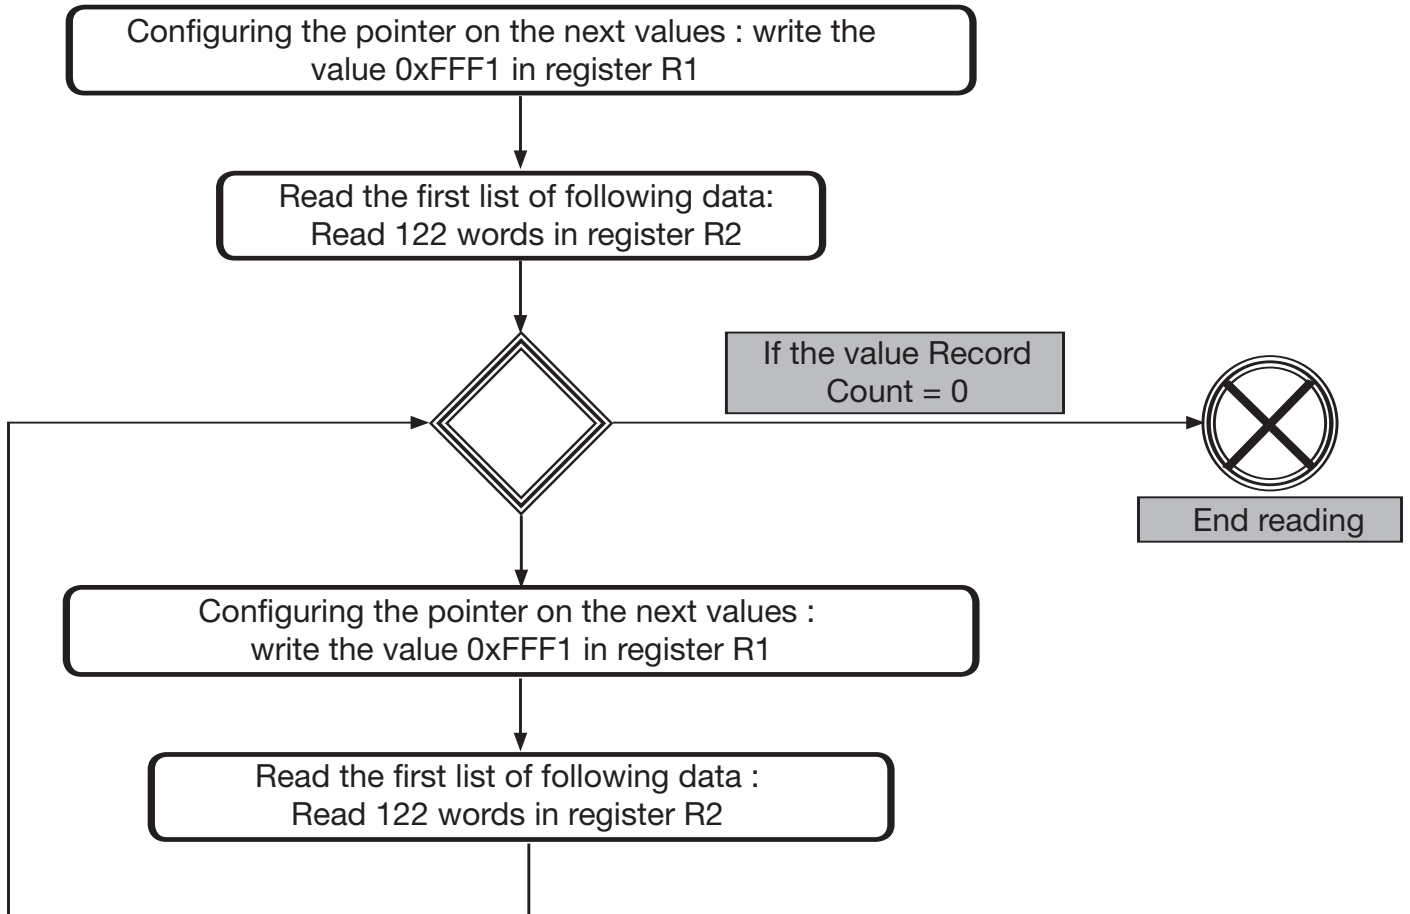 Configuring the pointer on the next values : write the
value 0xFFF1 in register R1
Read the first list of following data:
Read 122 words in register R2
If the value Record
Count = 0
End reading
Configuring the pointer on the next values :
write the value 0xFFF1 in register R1
Read the first list of following data :
Read 122 words in register R2